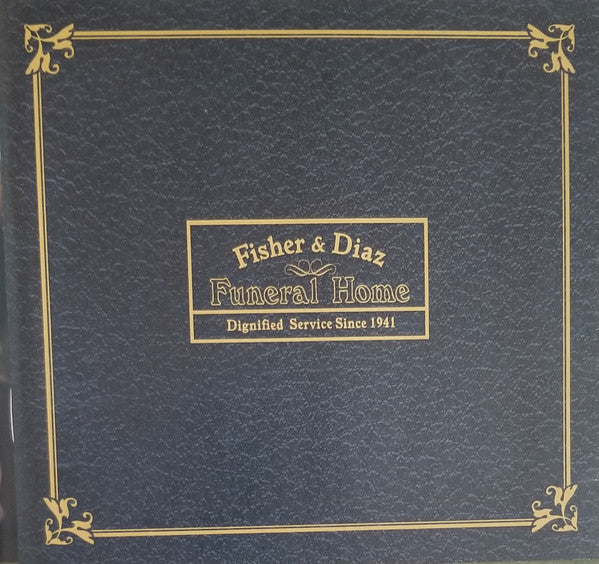 Fisher & Diaz
Funeral Home
Dignified Service Since 1941